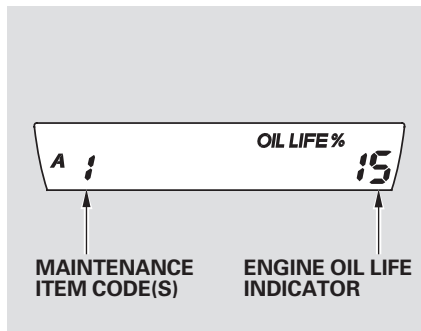 OIL LIFE %
A 1 15
MAINTENANCE
ITEM CODE(S)
ENGINE OIL LIFE
INDICATOR